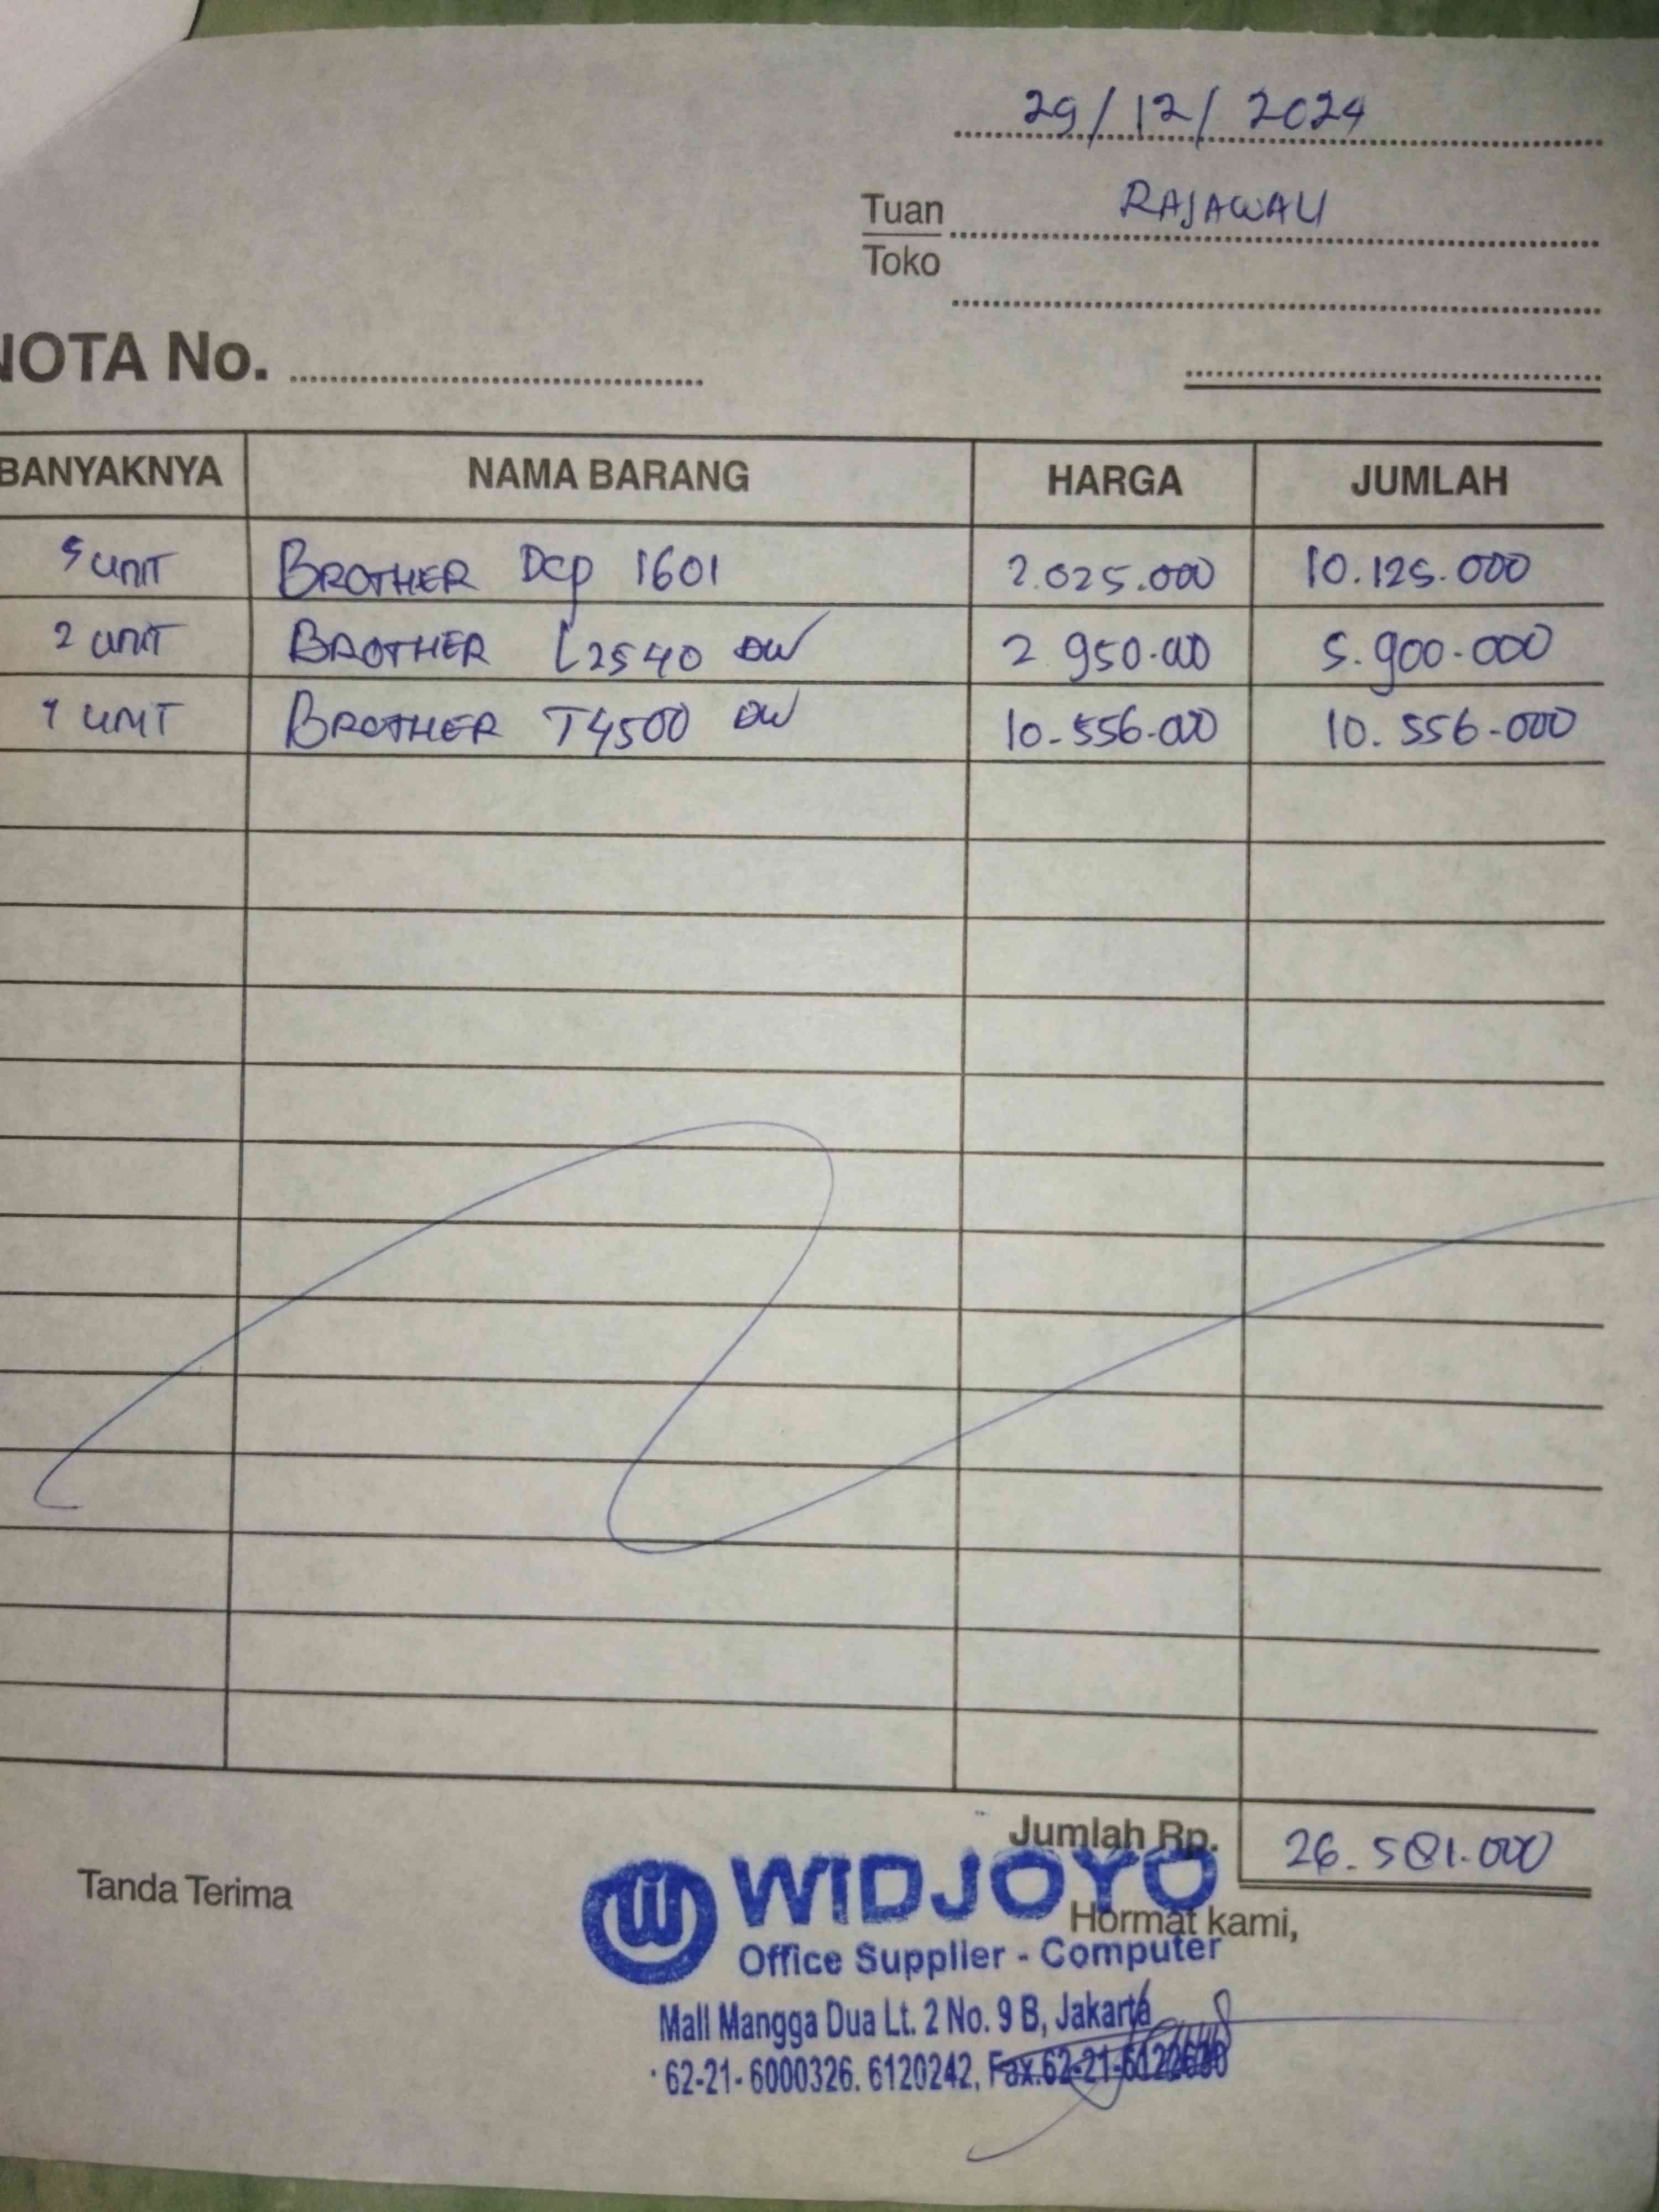 29/12/2024
Tuan RAJAWALI
Toko
NOTA No.
BANYAKNYA NAMA BARANG HARGA JUMLAH
5 UNIT BROTHER DCP 1601 2.025.000 10.125.000
2 UNIT BROTHER L2540 DW 2.950.000 5.900.000
1 UNIT BROTHER T4500 DW 10.556.000 10.556.000
Jumlah Rp. 26.581.000
Tanda Terima
Hormat kami,
WIDJOYO
Office Supplier - Computer
Mall Mangga Dua Lt. 2 No. 9 B, Jakarta
62-21-6000326. 6120242, Fax.62-21-